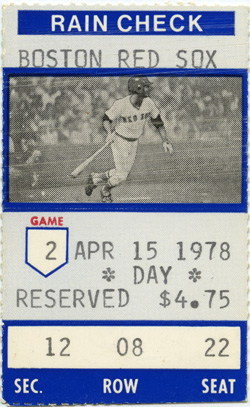 RAIN CHECK
BOSTON RED SOX
RED SOX
GAME
2 APR 15 1978
* DAY *
RESERVED $4.75
12 08 22
SEC. ROW SEAT